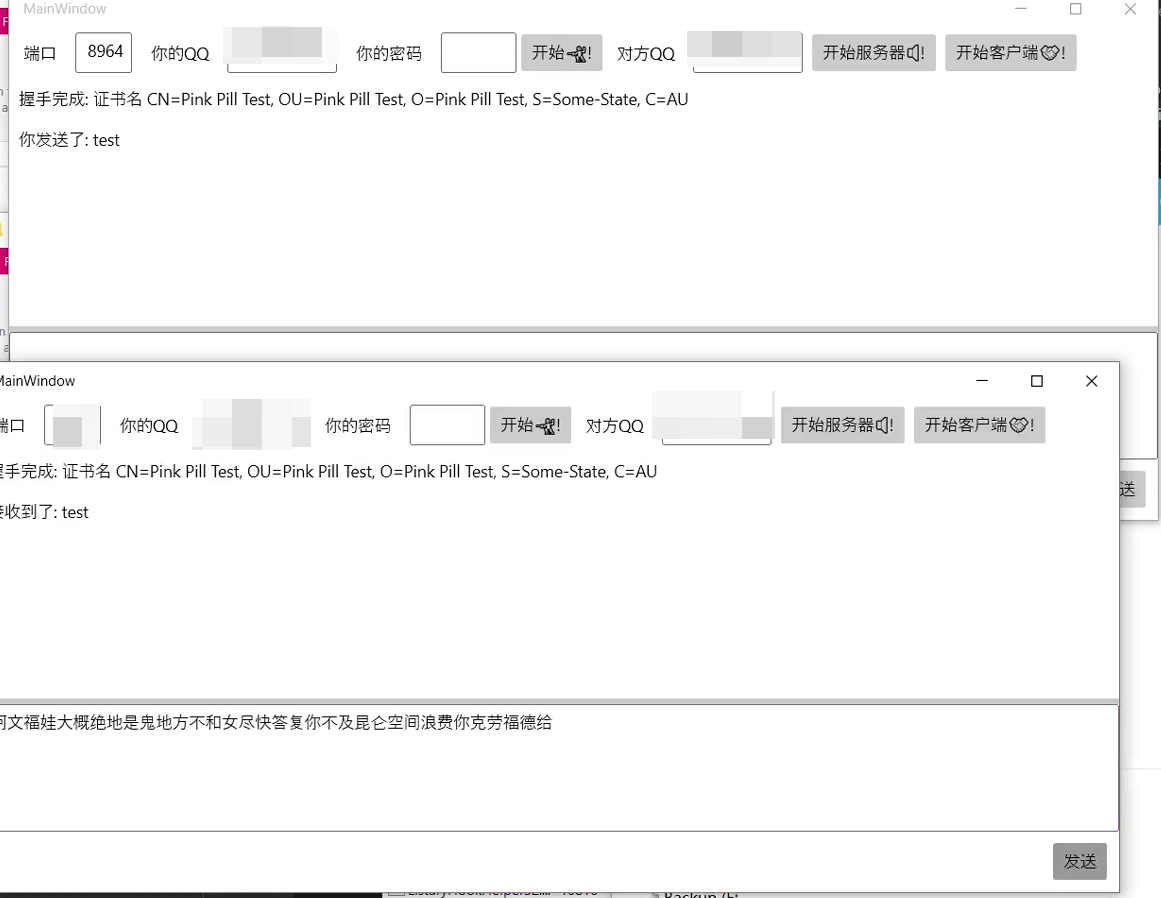 MainWindow
端口 8964 你的QQ 你的密码 开始🔫! 对方QQ 开始服务器🔊! 开始客户端🤝!
握手完成: 证书名 CN=Pink Pill Test, OU=Pink Pill Test, O=Pink Pill Test, S=Some-State, C=AU
你发送了: test
MainWindow
端口 你的QQ 你的密码 开始! 对方QQ 开始服务器! 开始客户端🤝!
握手完成: 证书名 CN=Pink Pill Test, OU=Pink Pill Test, O=Pink Pill Test, S=Some-State, C=AU
接收到了: test
送
文福娃大概绝地是鬼地方不和女尽快答复你不及昆仑空间浪费你克劳福德给
发送